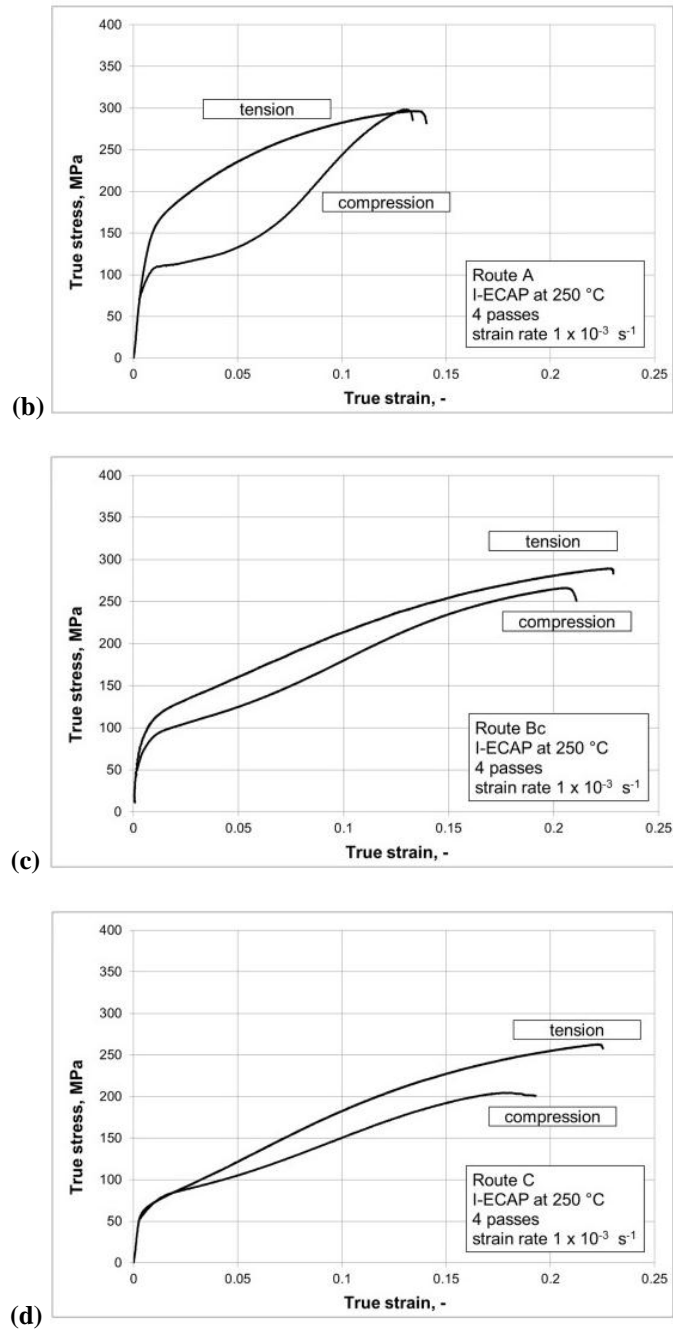 400
350
300
250
200
150
100
50
0
True stress, MPa
tension
compression
Route A
I-ECAP at 250 °C
4 passes
strain rate 1 x 10⁻³ s⁻¹
0 0.05 0.1 0.15 0.2 0.25
True strain, -
(b)
400
350
300
250
200
150
100
50
0
True stress, MPa
tension
compression
Route Bc
I-ECAP at 250 °C
4 passes
strain rate 1 x 10⁻³ s⁻¹
0 0.05 0.1 0.15 0.2 0.25
True strain, -
(c)
400
350
300
250
200
150
100
50
0
True stress, MPa
tension
compression
Route C
I-ECAP at 250 °C
4 passes
strain rate 1 x 10⁻³ s⁻¹
0 0.05 0.1 0.15 0.2 0.25
True strain, -
(d)